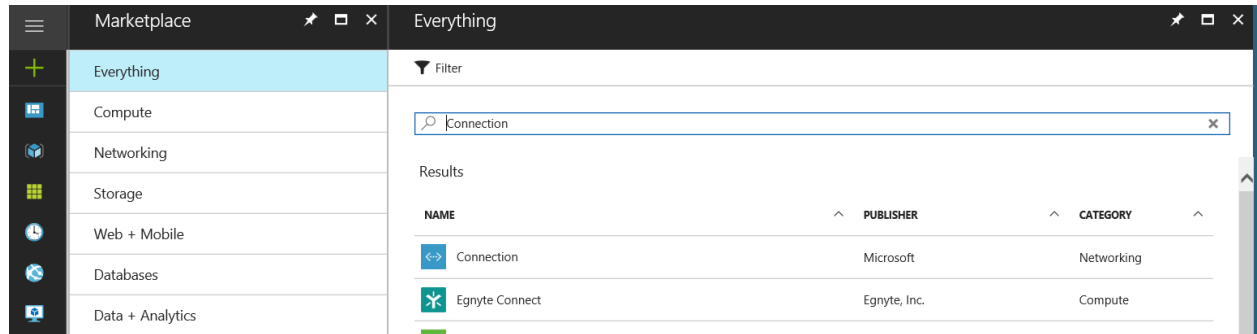 Marketplace
Everything
Compute
Networking
Storage
Web + Mobile
Databases
Data + Analytics
Everything
Filter
Connection
Results
NAME PUBLISHER CATEGORY
Connection Microsoft Networking
Egnyte Connect Egnyte, Inc. Compute